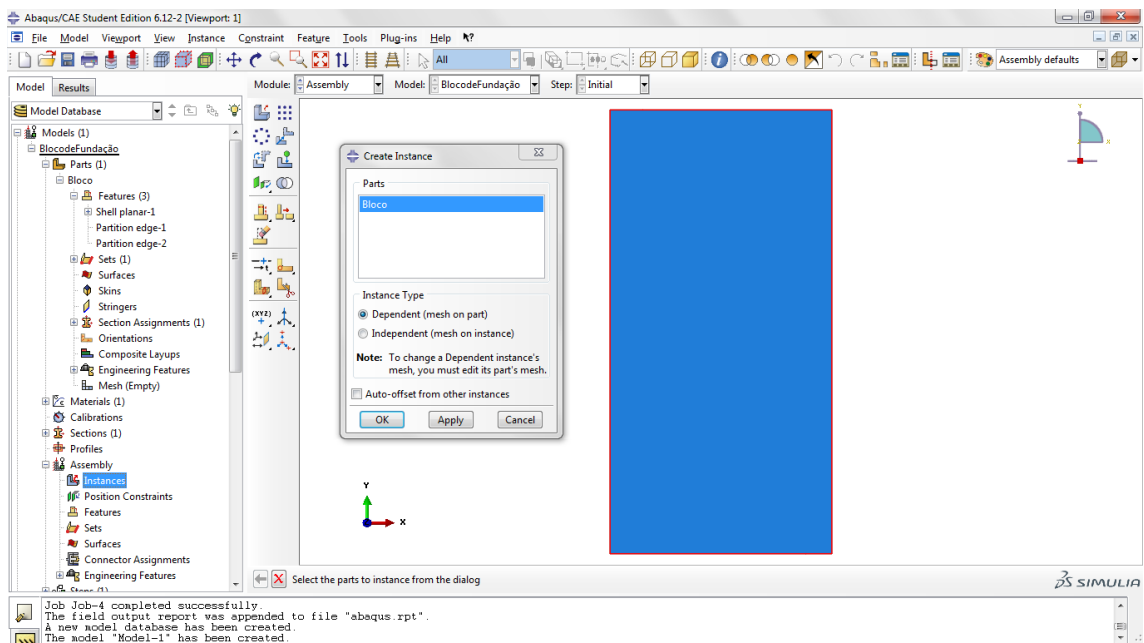 Abaqus/CAE Student Edition 6.12-2 [Viewport: 1]
File Model Viewport View Instance Constraint Feature Tools Plug-ins Help
All
Assembly defaults
Model Results
Module: Assembly Model: BlocodeFundação Step: Initial
Model Database
Models (1)
BlocodeFundação
Parts (1)
Bloco
Features (3)
Shell planar-1
Partition edge-1
Partition edge-2
Sets (1)
Surfaces
Skins
Stringers
Section Assignments (1)
Orientations
Composite Layups
Engineering Features
Mesh (Empty)
Materials (1)
Calibrations
Sections (1)
Profiles
Assembly
Instances
Position Constraints
Features
Sets
Surfaces
Connector Assignments
Engineering Features
Steps (1)
(XYZ)
Create Instance
Parts
Bloco
Instance Type
Dependent (mesh on part)
Independent (mesh on instance)
Note: To change a Dependent instance's
mesh, you must edit its part's mesh.
Auto-offset from other instances
OK Apply Cancel
Y
X
Y
X
Select the parts to instance from the dialog
SIMULIA
Job Job-4 completed successfully.
The field output report was appended to file "abaqus.rpt".
A new model database has been created.
The model "Model-1" has been created.